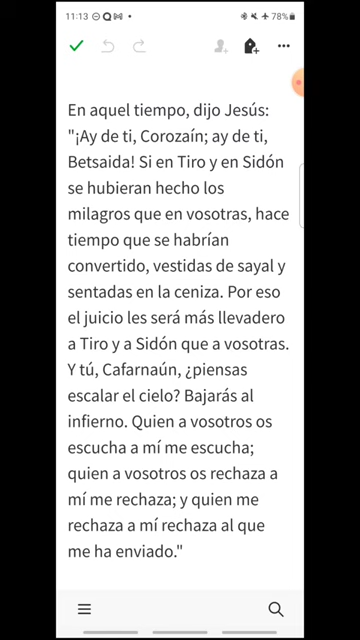 11:13
78%
En aquel tiempo, dijo Jesús:
"¡Ay de ti, Corozaín; ay de ti,
Betsaida! Si en Tiro y en Sidón
se hubieran hecho los
milagros que en vosotras, hace
tiempo que se habrían
convertido, vestidas de sayal y
sentadas en la ceniza. Por eso
el juicio les será más llevadero
a Tiro y a Sidón que a vosotras.
Y tú, Cafarnaún, ¿piensas
escalar el cielo? Bajarás al
infierno. Quien a vosotros os
escucha a mí me escucha;
quien a vosotros os rechaza a
mí me rechaza; y quien me
rechaza a mí rechaza al que
me ha enviado."